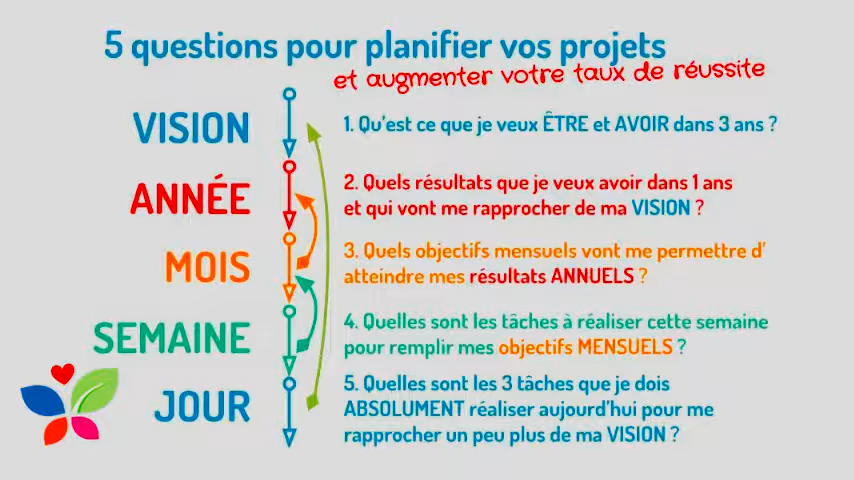 5 questions pour planifier vos projets
et augmenter votre taux de réussite
VISION
1. Qu'est ce que je veux ÊTRE et AVOIR dans 3 ans ?
ANNÉE
2. Quels résultats que je veux avoir dans 1 ans
et qui vont me rapprocher de ma VISION ?
MOIS
3. Quels objectifs mensuels vont me permettre d'
atteindre mes résultats ANNUELS ?
SEMAINE
4. Quelles sont les tâches à réaliser cette semaine
pour remplir mes objectifs MENSUELS ?
JOUR
5. Quelles sont les 3 tâches que je dois
ABSOLUMENT réaliser aujourd'hui pour me
rapprocher un peu plus de ma VISION ?